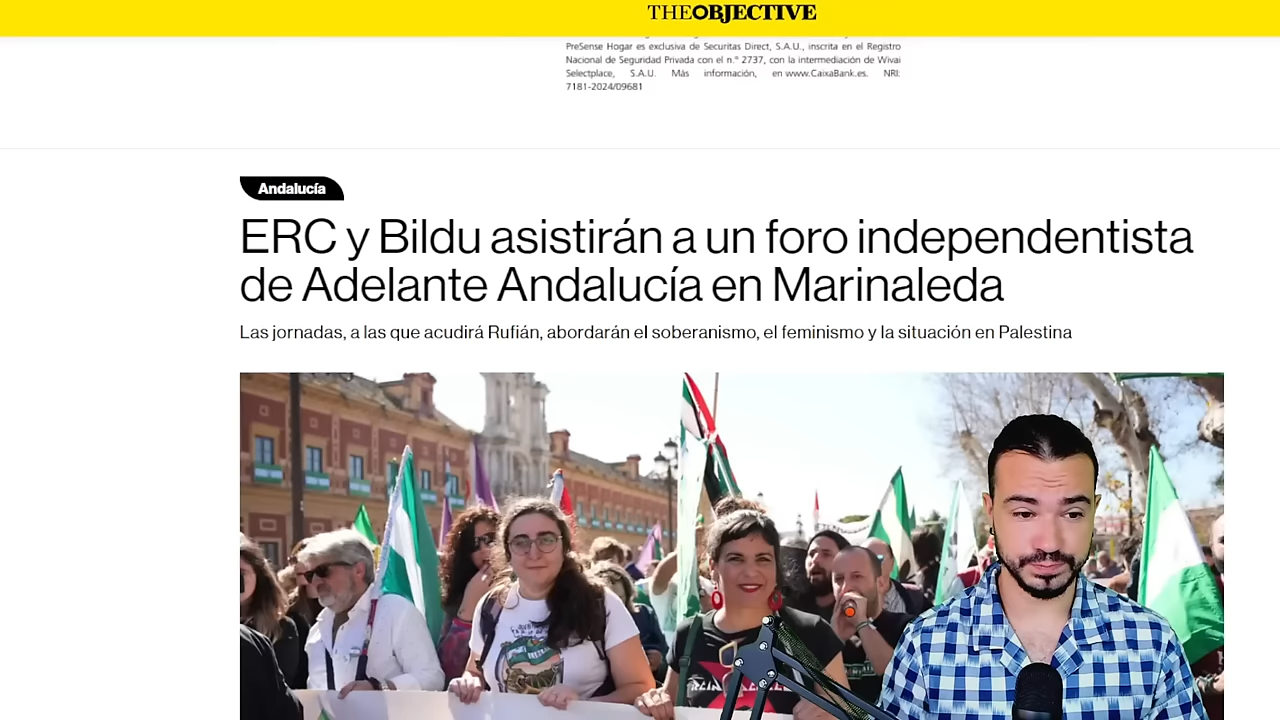 THEOBJECTIVE
PreSense Hogar es exclusiva de Securitas Direct, S.A.U., inscrita en el Registro
Nacional de Seguridad Privada con el n.º 2737, con la intermediación de Wivai
Selectplace, S.A.U. Más información, en www.CaixaBank.es. NRI:
7181-2024/09681
Andalucía
ERC y Bildu asistirán a un foro independentista
de Adelante Andalucía en Marinaleda
Las jornadas, a las que acudirá Rufián, abordarán el soberanismo, el feminismo y la situación en Palestina